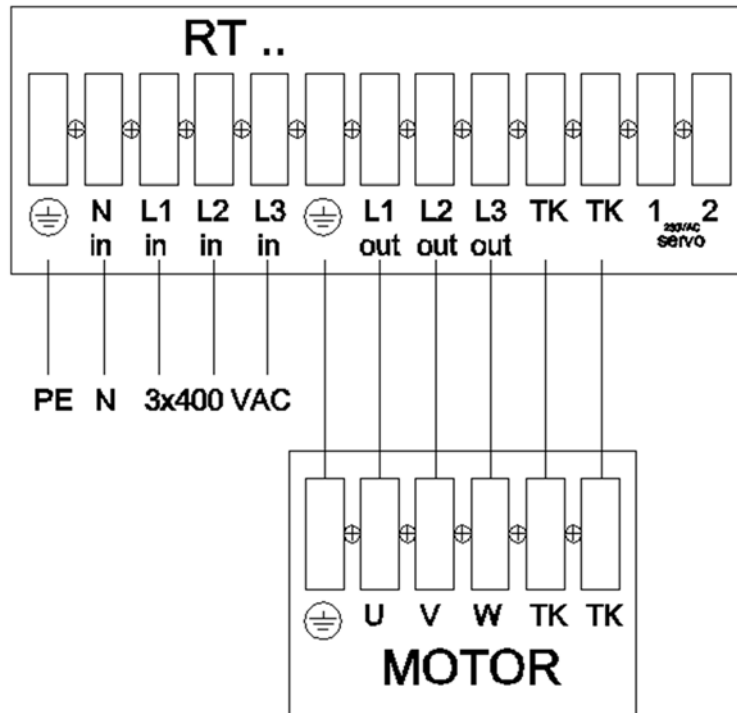 RT ..
N L1 L2 L3 L1 L2 L3 TK TK 1 2
in in in in out out out 230VAC servo
PE N 3x400 VAC
U V W TK TK
MOTOR